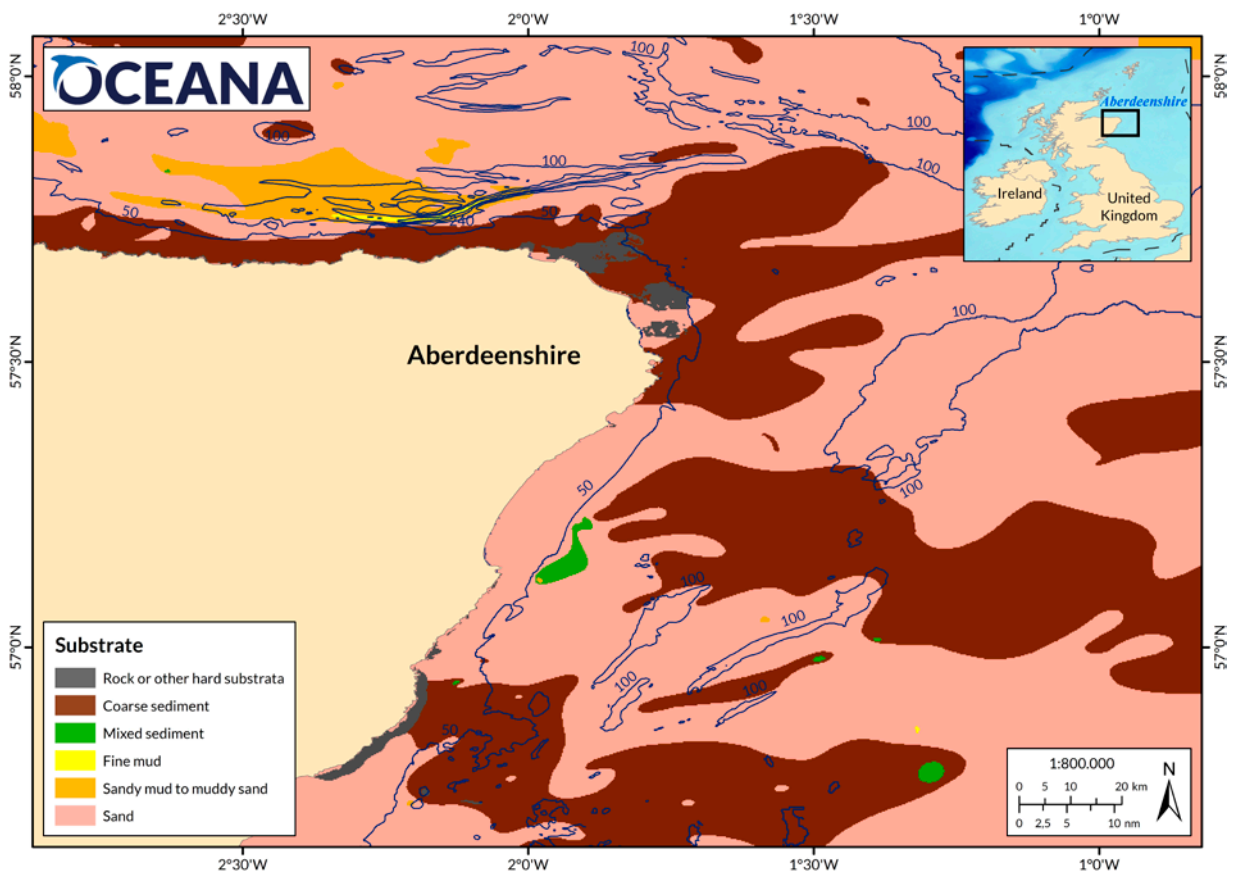 2°30'W 2°0'W 1°30'W 1°0'W
58°0'N
58°0'N
OCEANA
Aberdeenshire
Ireland
United
Kingdom
100
100
100
100
100
100
50
50
240
100
57°30'N
Aberdeenshire
57°30'N
50
100
100
100
57°0'N
57°0'N
100
100
50
Substrate
Rock or other hard substrata
Coarse sediment
Mixed sediment
Fine mud
Sandy mud to muddy sand
Sand
1:800.000
N
0 5 10 20 km
0 2,5 5 10 nm
2°30'W 2°0'W 1°30'W 1°0'W